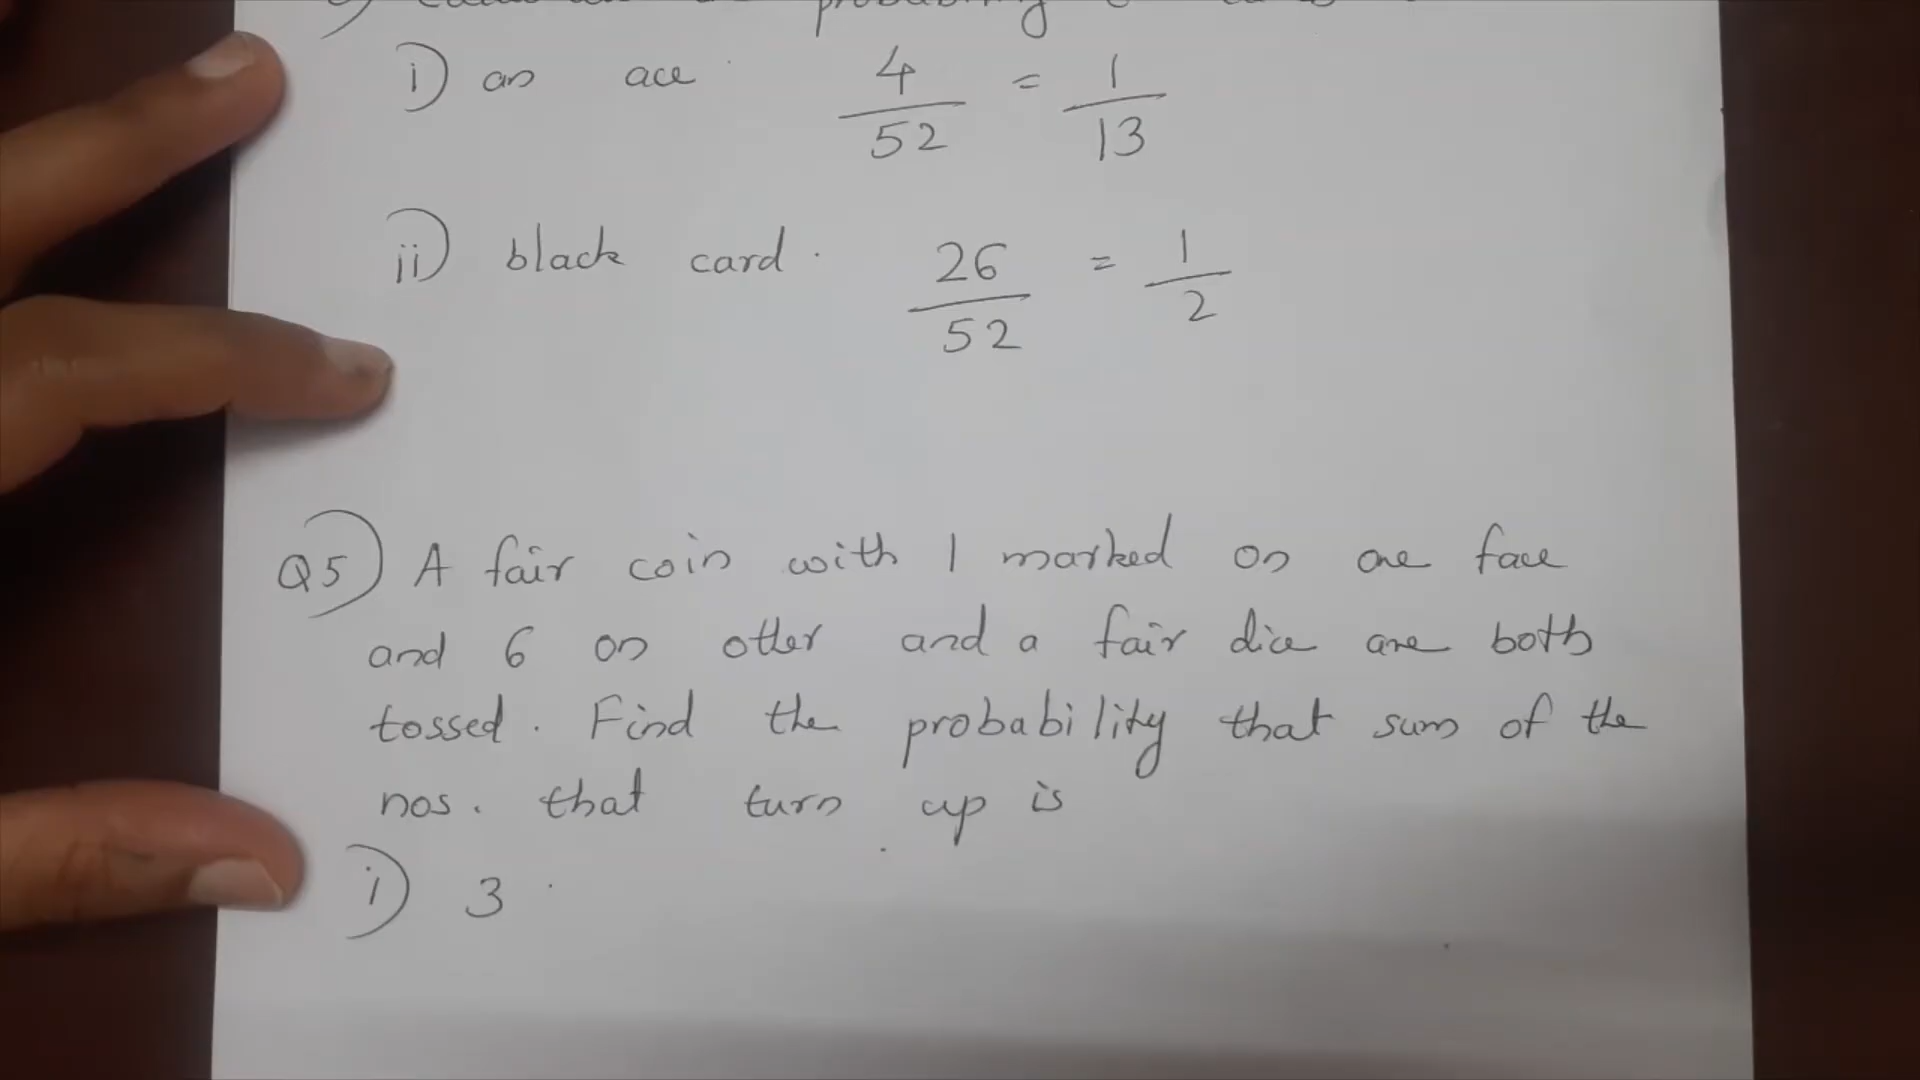 probability
i) an ace 4/52 = 1/13
ii) black card. 26/52 = 1/2
Q5) A fair coin with 1 marked on one face
and 6 on other and a fair dice are both
tossed. Find the probability that sum of the
nos. that turn up is
i) 3